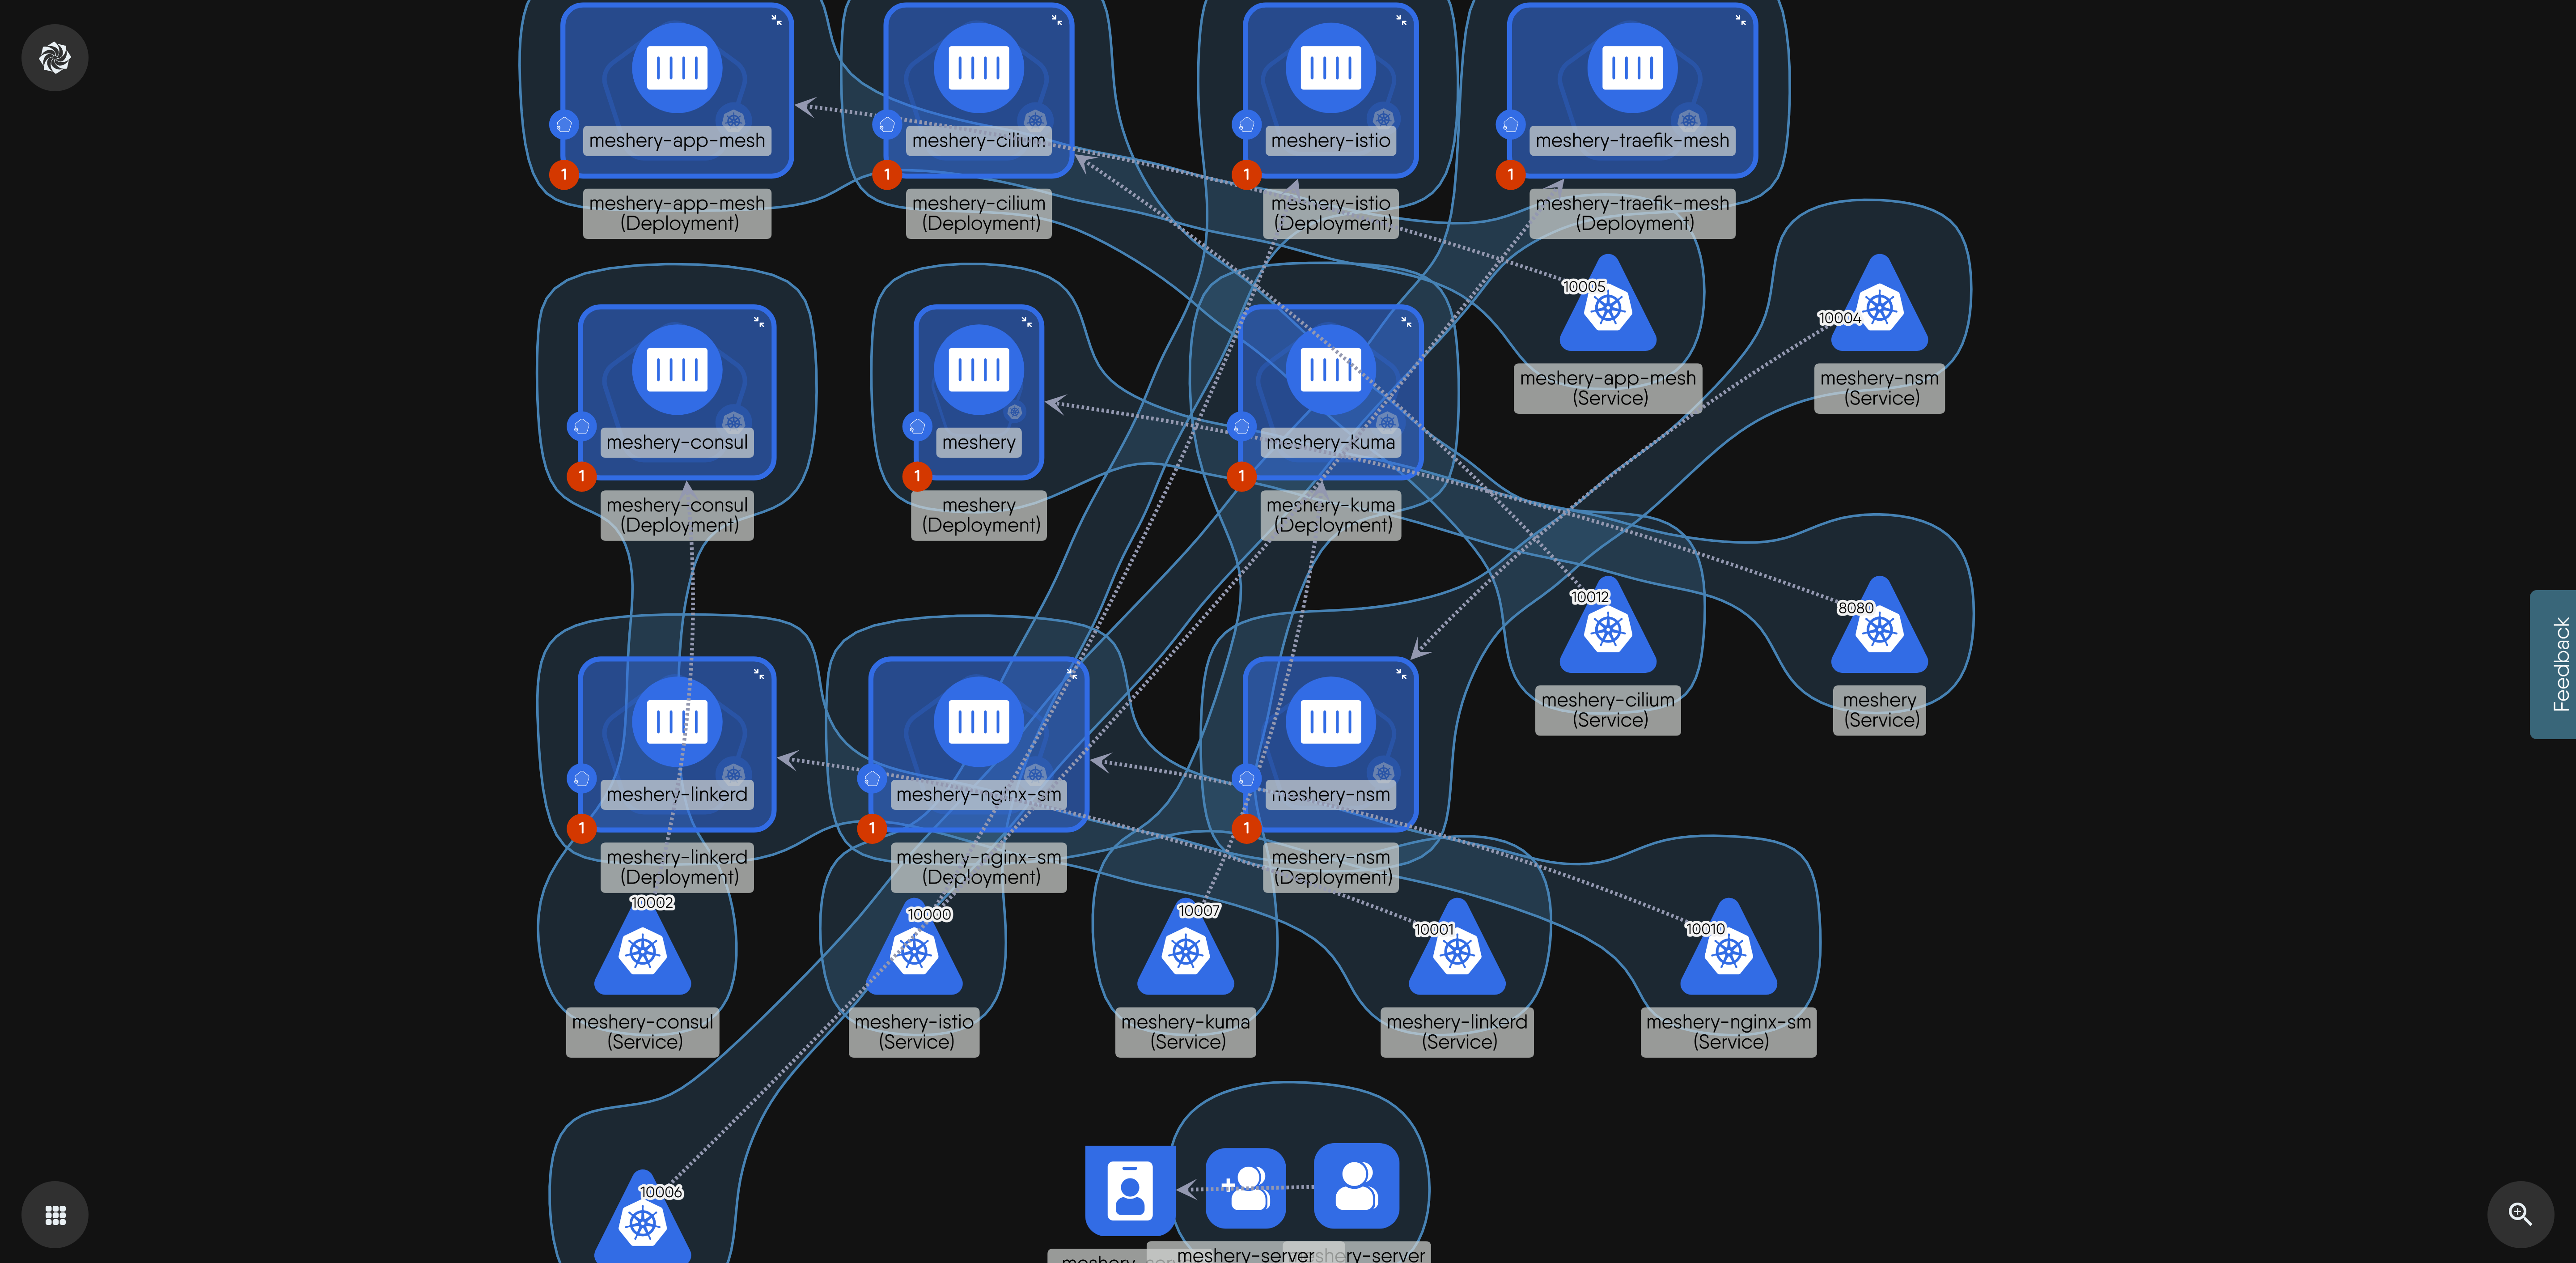 meshery-app-mesh
meshery-cilium
meshery-istio
meshery-traefik-mesh
1
1
1
1
meshery-app-mesh
(Deployment)
meshery-cilium
(Deployment)
meshery-istio
(Deployment)
meshery-traefik-mesh
(Deployment)
10005
10004
meshery-app-mesh
(Service)
meshery-nsm
(Service)
meshery-consul
meshery
meshery-kuma
1
1
1
meshery-consul
(Deployment)
meshery
(Deployment)
meshery-kuma
(Deployment)
10012
8080
meshery-cilium
(Service)
meshery
(Service)
Feedback
meshery-linkerd
meshery-nginx-sm
meshery-nsm
1
1
1
meshery-linkerd
(Deployment)
meshery-nginx-sm
(Deployment)
meshery-nsm
(Deployment)
10002
10000
10007
10001
10010
meshery-consul
(Service)
meshery-istio
(Service)
meshery-kuma
(Service)
meshery-linkerd
(Service)
meshery-nginx-sm
(Service)
10006
meshery-server